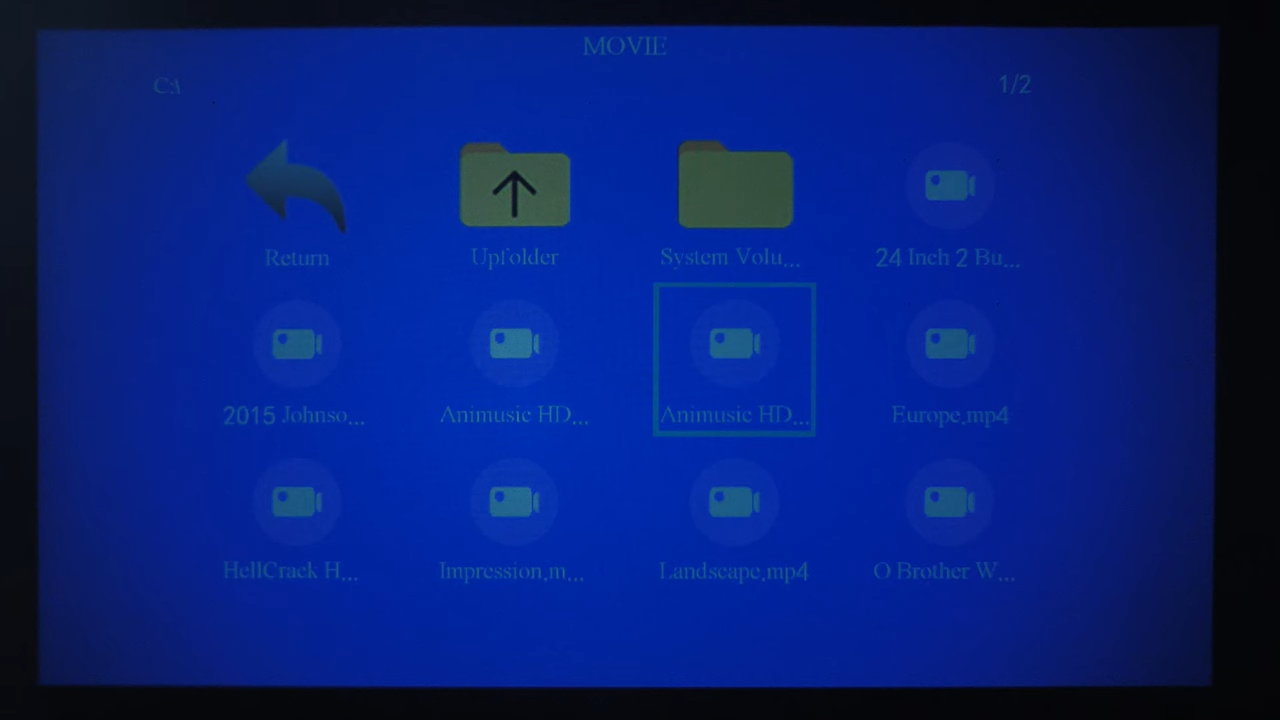 MOVIE
C:\
1/2
Return
Upfolder
System Volu...
24 Inch 2 Bu...
2015 Johnso...
Animusic HD...
Animusic HD...
Europe.mp4
HellCrack H...
Impression.m...
Landscape.mp4
O Brother W...